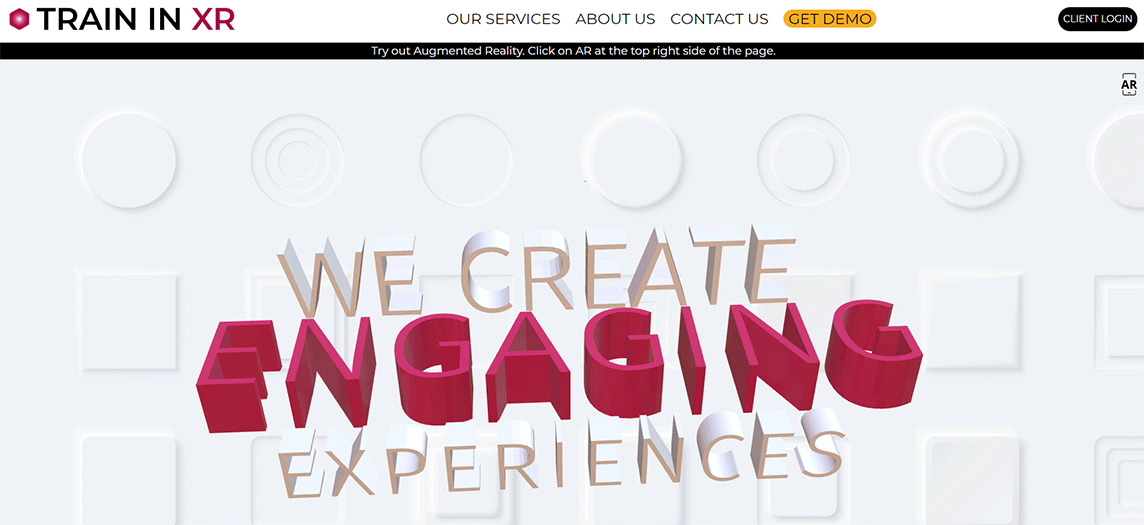 TRAIN IN XR
OUR SERVICES ABOUT US CONTACT US GET DEMO
CLIENT LOGIN
Try out Augmented Reality. Click on AR at the top right side of the page.
AR
WE CREATE
ENGAGING
EXPERIENCES